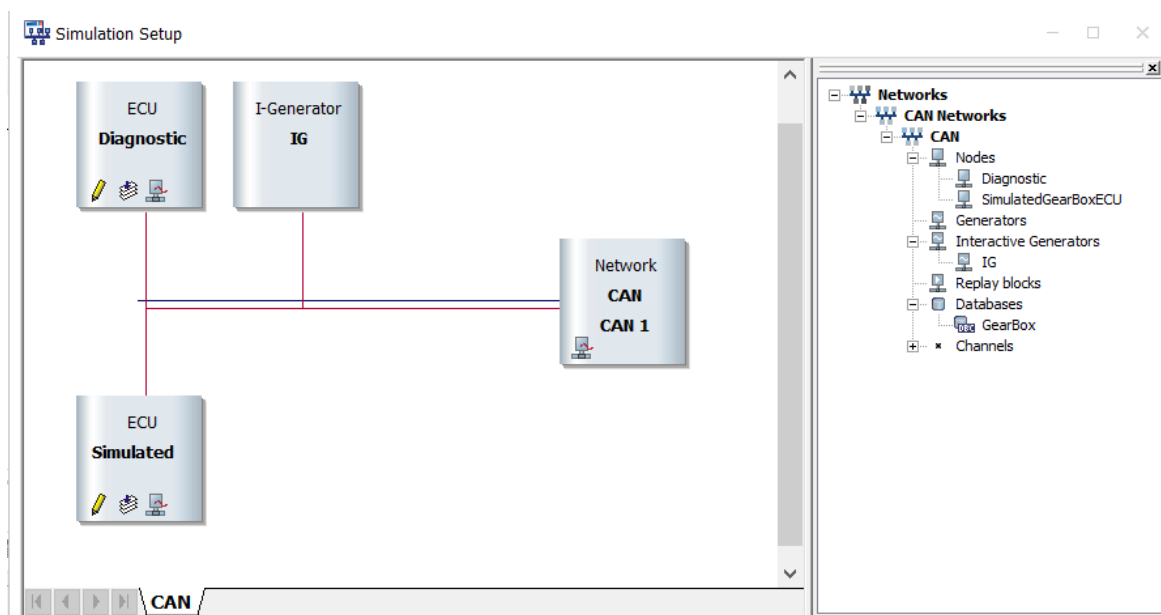 Simulation Setup
ECU
Diagnostic
I-Generator
IG
Network
CAN
CAN 1
ECU
Simulated
CAN
Networks
CAN Networks
CAN
Nodes
Diagnostic
SimulatedGearBoxECU
Generators
Interactive Generators
IG
Replay blocks
Databases
DBC
GearBox
Channels